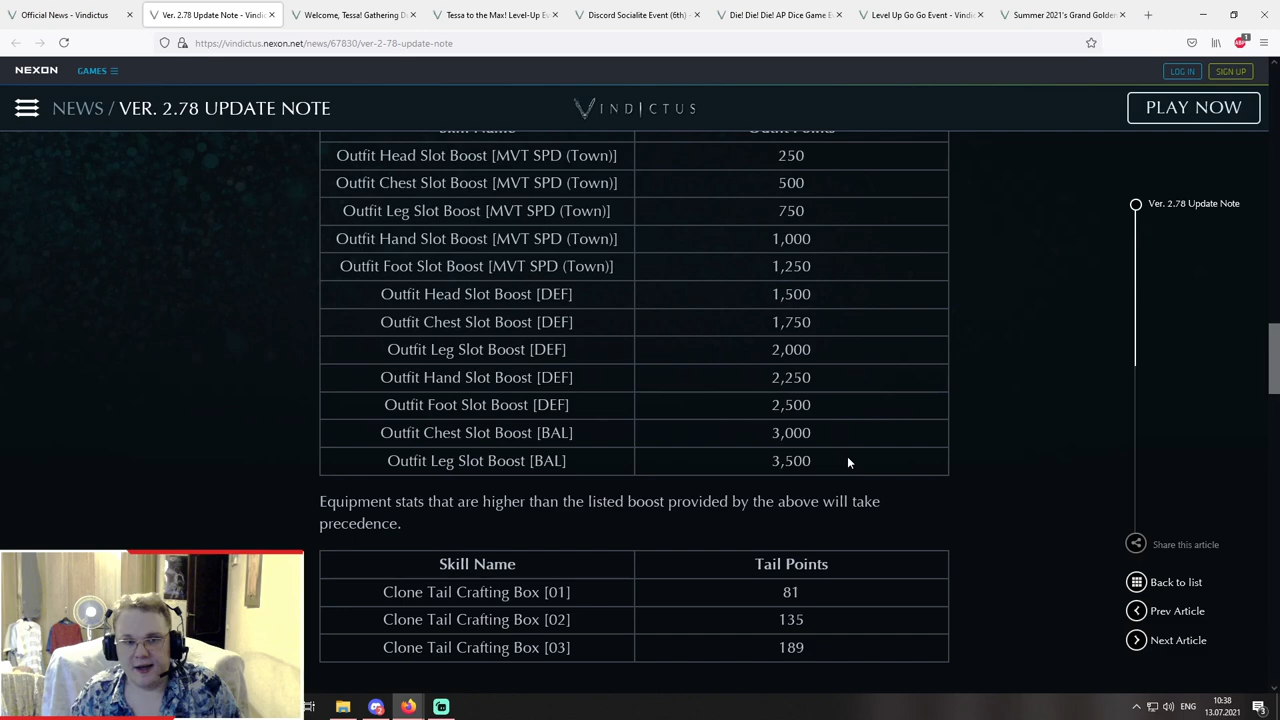 Official News - Vindictus
Ver. 2.78 Update Note - Vindic
Welcome, Tessa! Gathering D
Tessa to the Max! Level-Up E
Discord Socialite Event (6th) -
Die! Die! Die! AP Dice Game E
Level Up Go Go Event - Vindic
Summer 2021's Grand Golden
https://vindictus.nexon.net/news/67830/ver-2-78-update-note
NEXON GAMES LOG IN SIGN UP
NEWS / VER. 2.78 UPDATE NOTE VINDICTUS PLAY NOW
Skill Name Outfit Points
Outfit Head Slot Boost [MVT SPD (Town)] 250
Outfit Chest Slot Boost [MVT SPD (Town)] 500
Outfit Leg Slot Boost [MVT SPD (Town)] 750
Outfit Hand Slot Boost [MVT SPD (Town)] 1,000
Outfit Foot Slot Boost [MVT SPD (Town)] 1,250
Outfit Head Slot Boost [DEF] 1,500
Outfit Chest Slot Boost [DEF] 1,750
Outfit Leg Slot Boost [DEF] 2,000
Outfit Hand Slot Boost [DEF] 2,250
Outfit Foot Slot Boost [DEF] 2,500
Outfit Chest Slot Boost [BAL] 3,000
Outfit Leg Slot Boost [BAL] 3,500
Equipment stats that are higher than the listed boost provided by the above will take
precedence.
Skill Name Tail Points
Clone Tail Crafting Box [01] 81
Clone Tail Crafting Box [02] 135
Clone Tail Crafting Box [03] 189
Ver. 2.78 Update Note
Share this article
Back to list
Prev Article
Next Article
ENG
10:38
13.07.2021